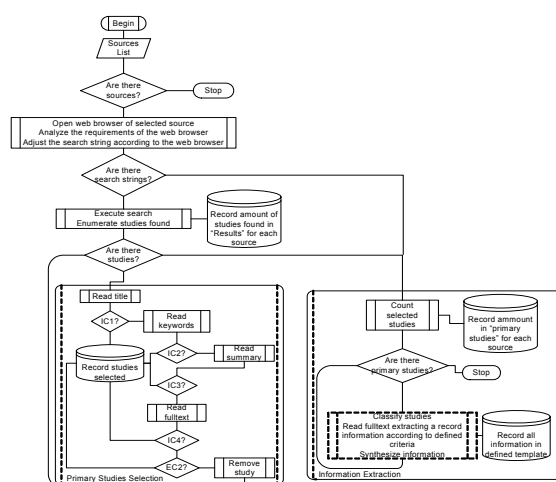 Begin
Sources
List
Are there
sources?
Stop
Open web browser of selected source
Analyze the requirements of the web browser
Adjust the search string according to the web browser
Are there
search strings?
Execute search
Enumerate studies found
Record amount of
studies found in
“Results” for each
source
Are there
studies?
Read title
IC1?
Read
keywords
Record studies
selected
IC2?
Read
summary
IC3?
Read
fulltext
IC4?
EC2?
Remove
study
Primary Studies Selection
Count
selected
studies
Record ammount
in “primary
studies” for each
source
Are there
primary studies?
Stop
Classify studies
Read fulltext extracting a record
information according to defined
criteria
Synthesize information
Record all
information in
defined template
Information Extraction